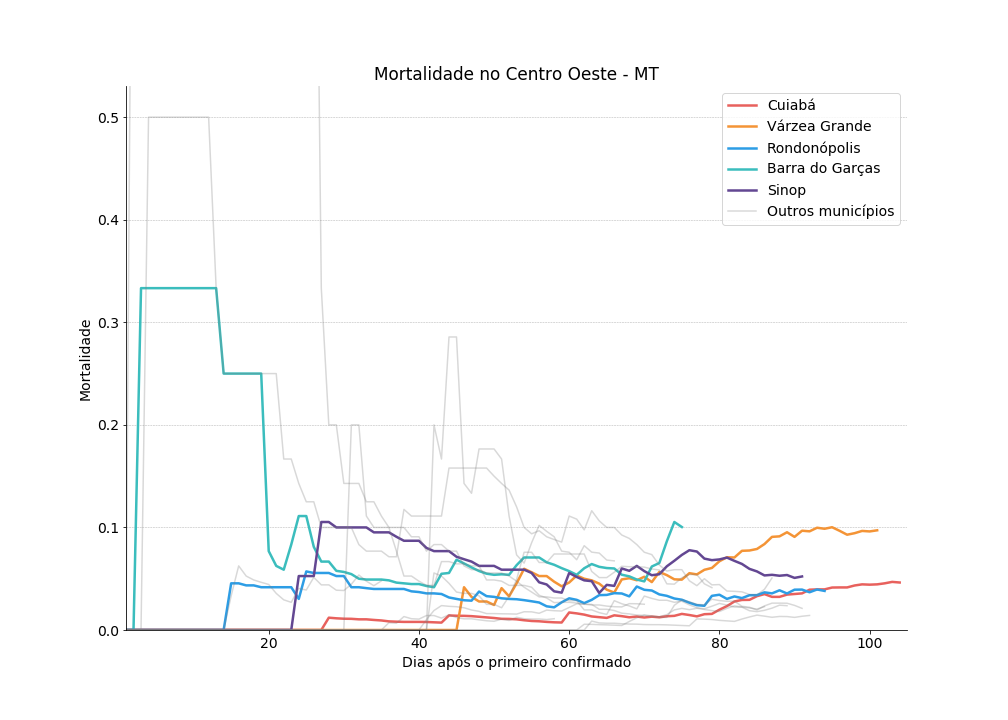 Mortalidade no Centro Oeste - MT
Cuiabá
Várzea Grande
Rondonópolis
Barra do Garças
Sinop
Outros municípios
Mortalidade
0.5
0.4
0.3
0.2
0.1
0.0
20
40
60
80
100
Dias após o primeiro confirmado